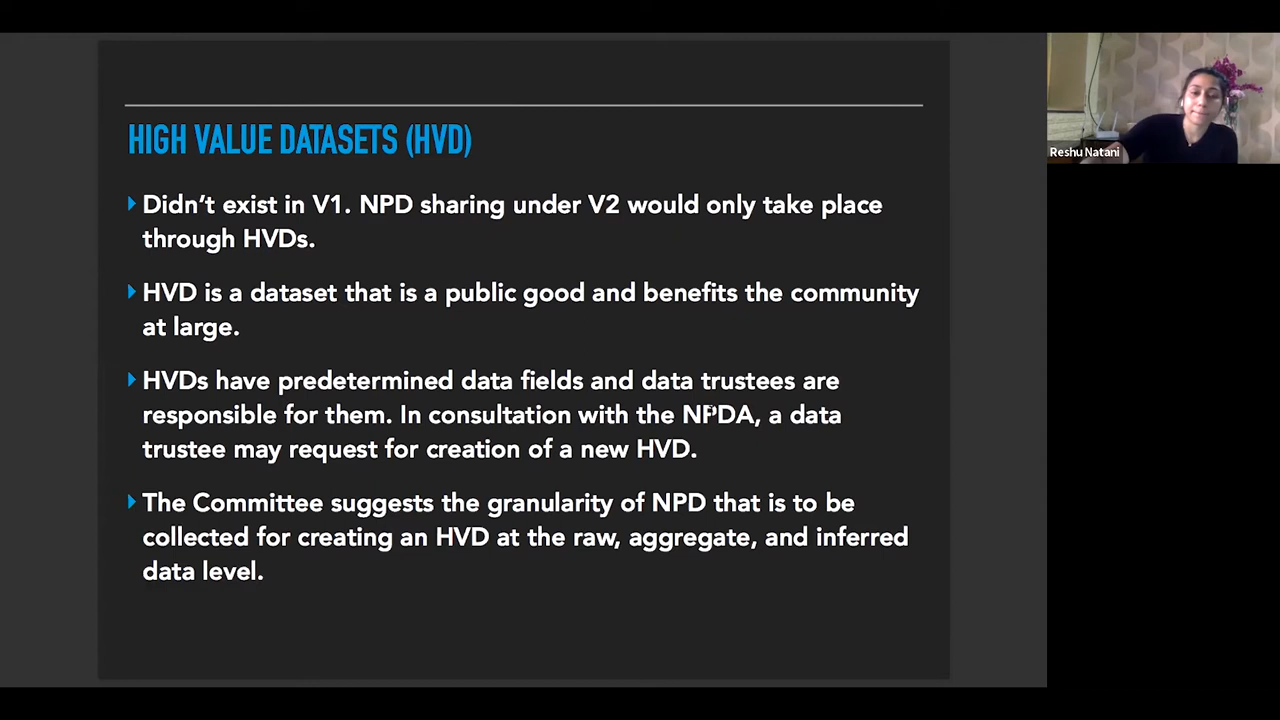 HIGH VALUE DATASETS (HVD)
Didn't exist in V1. NPD sharing under V2 would only take place
through HVDs.
HVD is a dataset that is a public good and benefits the community
at large.
HVDs have predetermined data fields and data trustees are
responsible for them. In consultation with the NPDA, a data
trustee may request for creation of a new HVD.
The Committee suggests the granularity of NPD that is to be
collected for creating an HVD at the raw, aggregate, and inferred
data level.
Reshu Natani